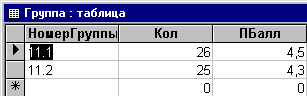 Группа : таблица
НомерГруппы Кол ПБалл
11.1 26 4,5
11.2 25 4,3
0 0